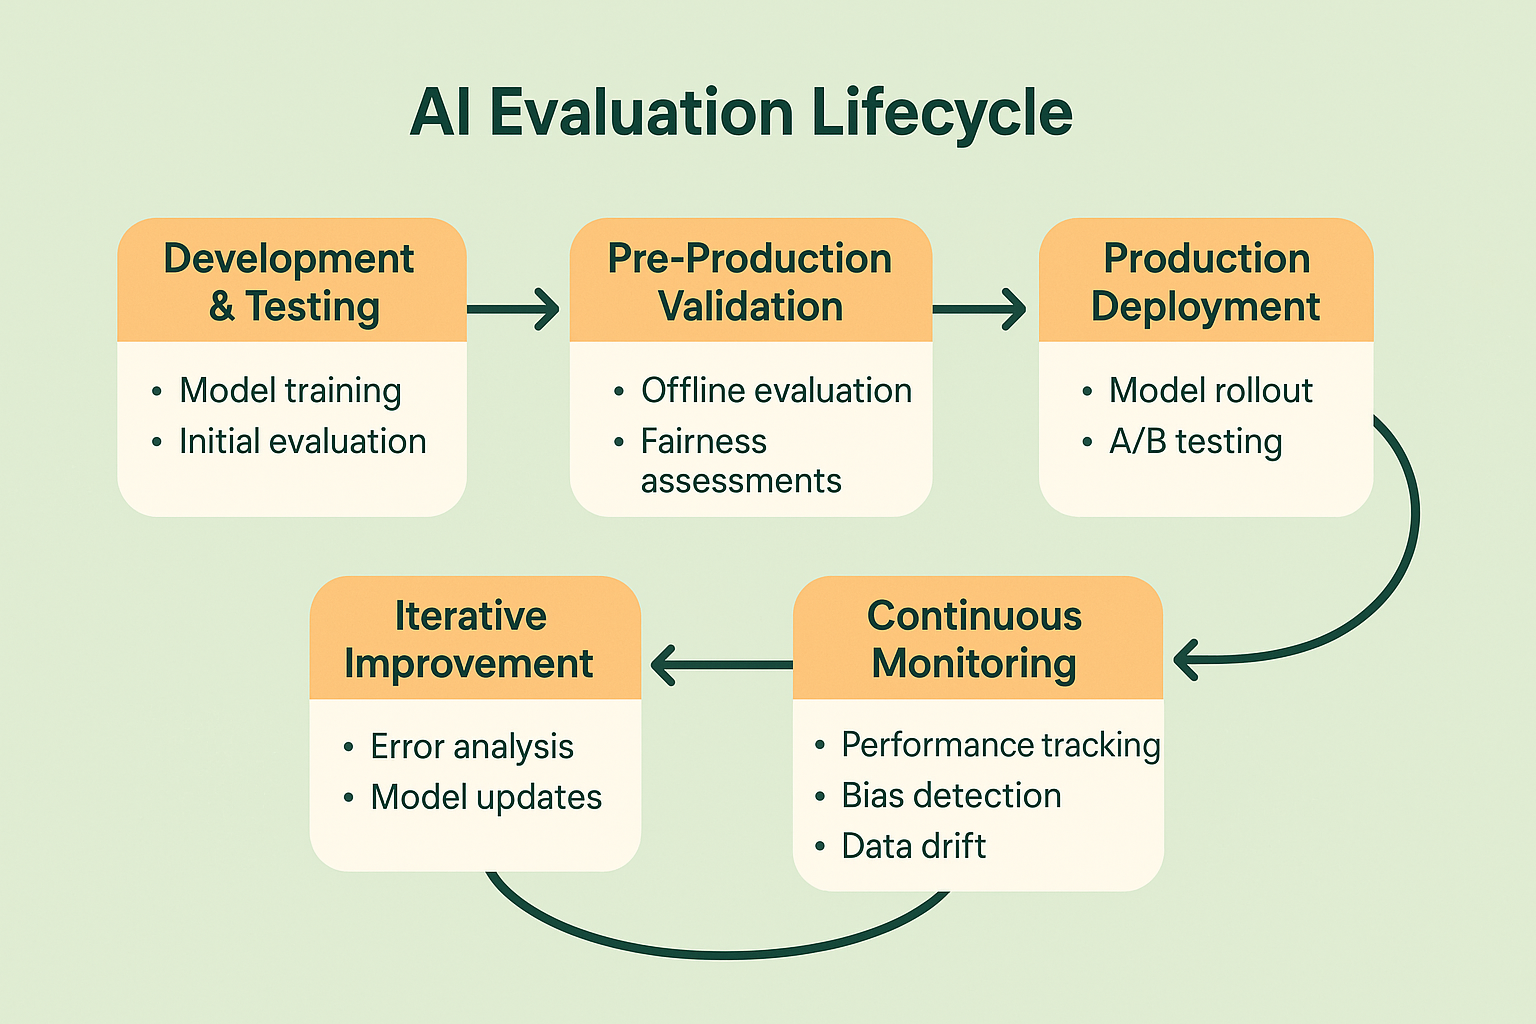 AI Evaluation Lifecycle
Development
& Testing
• Model training
• Initial evaluation
Pre-Production
Validation
• Offline evaluation
• Fairness
assessments
Production
Deployment
• Model rollout
• A/B testing
Iterative
Improvement
• Error analysis
• Model updates
Continuous
Monitoring
• Performance tracking
• Bias detection
• Data drift